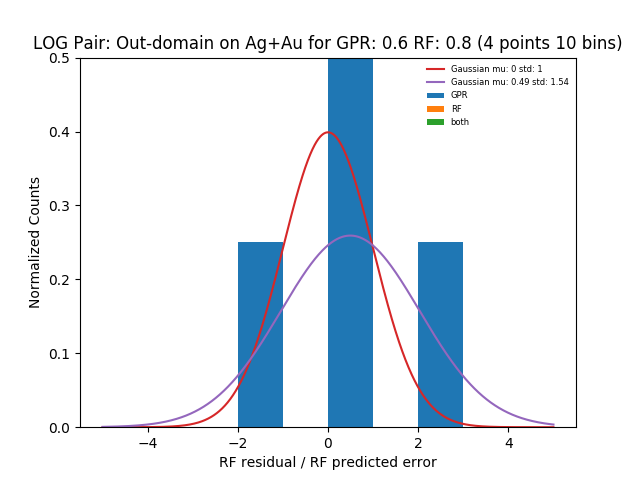 LOG Pair: Out-domain on Ag+Au for GPR: 0.6 RF: 0.8 (4 points 10 bins)
Gaussian mu: 0 std: 1
Gaussian mu: 0.49 std: 1.54
GPR
RF
both
Normalized Counts
0.5
0.4
0.3
0.2
0.1
0.0
−4
−2
0
2
4
RF residual / RF predicted error